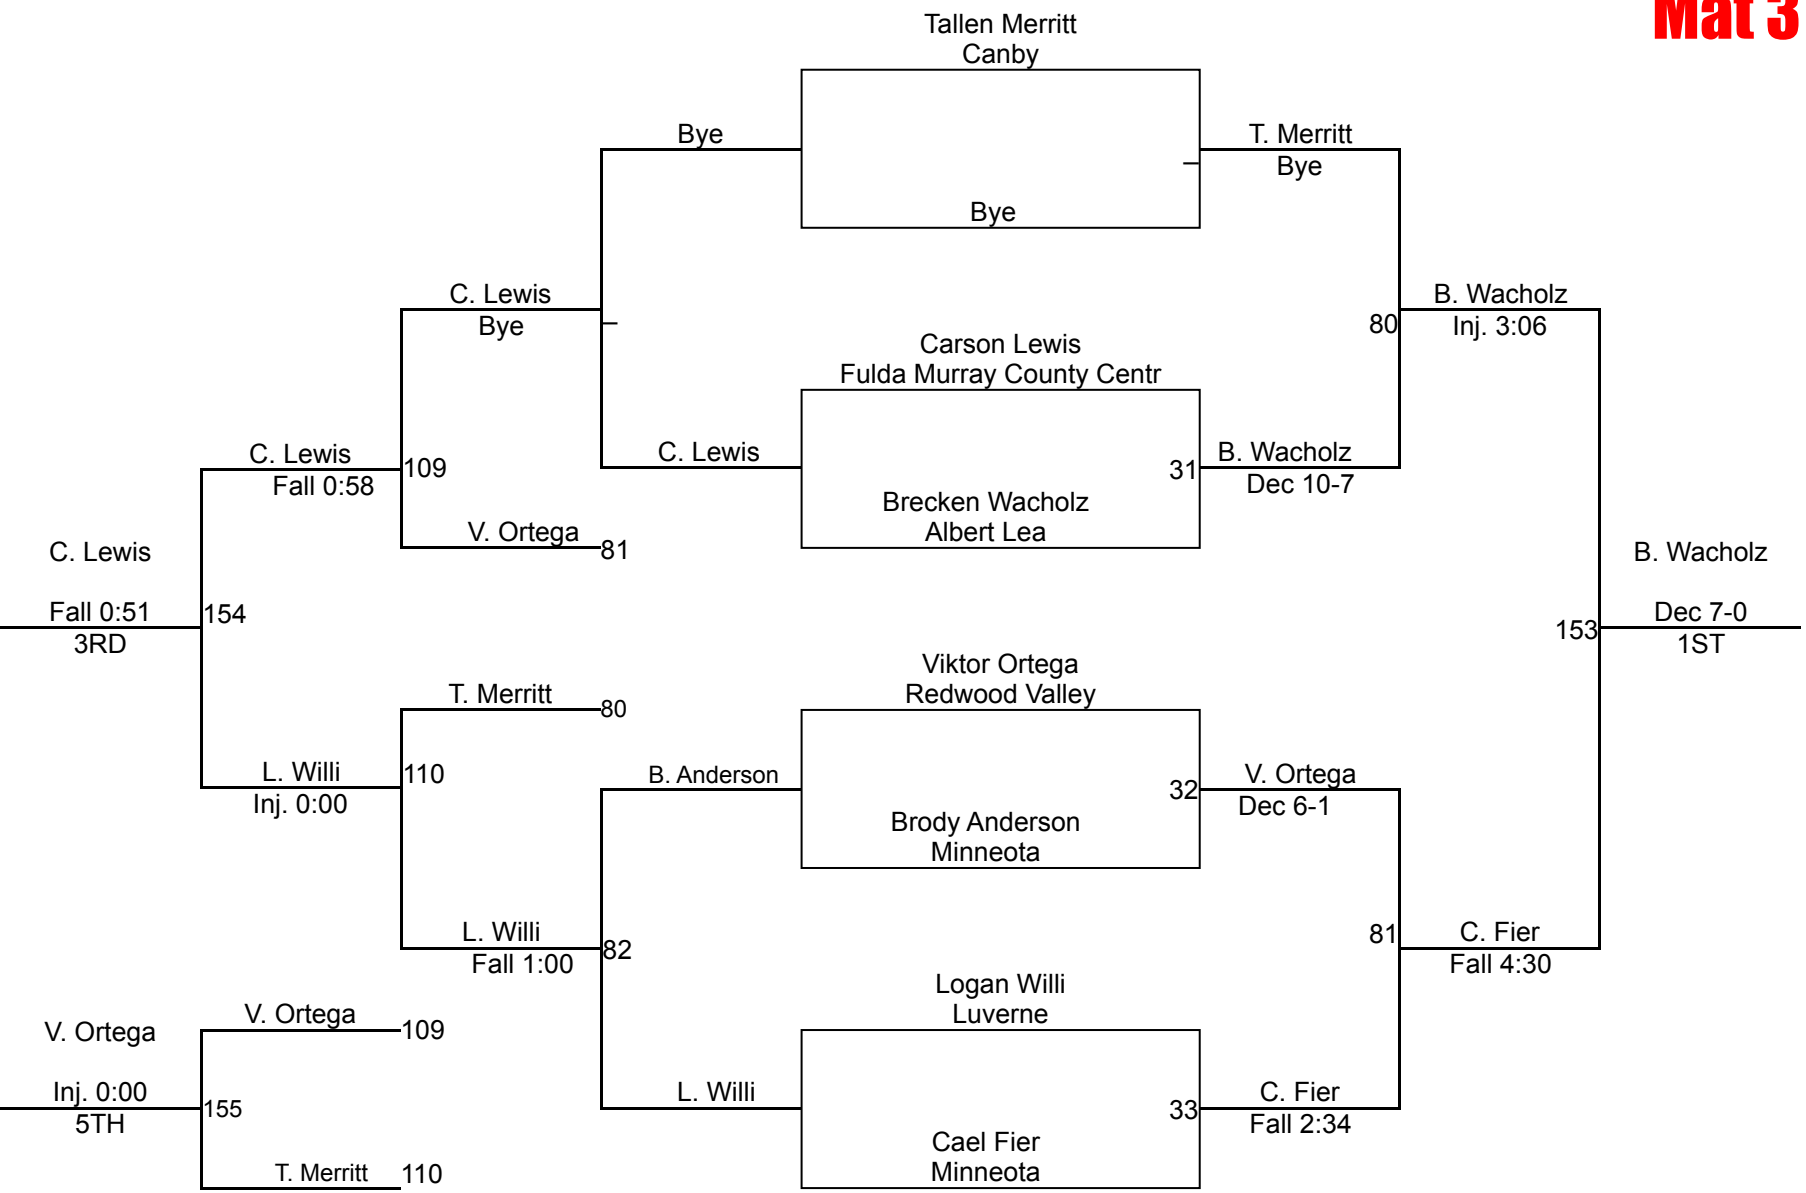 Mat 3
Tallen Merritt
Canby
Bye
T. Merritt
Bye
Bye
C. Lewis
Bye
B. Wacholz
80
Inj. 3:06
Carson Lewis
Fulda Murray County Centr
C. Lewis
109
Fall 0:58
C. Lewis
31
B. Wacholz
Dec 10-7
Brecken Wacholz
Albert Lea
V. Ortega
81
C. Lewis
Fall 0:51
154
3RD
B. Wacholz
Dec 7-0
153
1ST
Viktor Ortega
Redwood Valley
T. Merritt
80
L. Willi
110
Inj. 0:00
B. Anderson
32
V. Ortega
Dec 6-1
Brody Anderson
Minneota
L. Willi
82
Fall 1:00
81
C. Fier
Fall 4:30
Logan Willi
Luverne
V. Ortega
109
V. Ortega
Inj. 0:00
155
5TH
L. Willi
33
C. Fier
Fall 2:34
Cael Fier
Minneota
T. Merritt
110